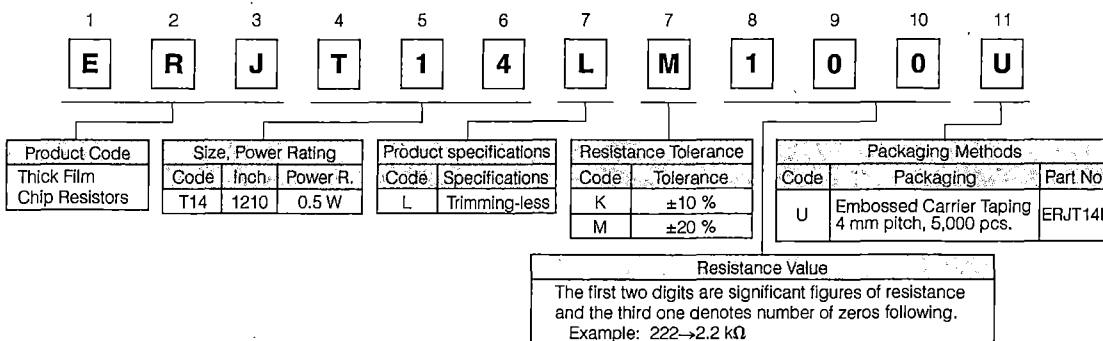 1 2 3 4 5 6 7 7 8 9 10 11
E R J T 1 4 L M 1 0 0 U
Product Code
Thick Film
Chip Resistors
Size, Power Rating
Code Inch Power R.
T14 1210 0.5 W
Product specifications
Code Specifications
L Trimming-less
Resistance Tolerance
Code Tolerance
K ±10 %
M ±20 %
Packaging Methods
Code Packaging Part No
U Embossed Carrier Taping
4 mm pitch, 5,000 pcs.
ERJT14
Resistance Value
The first two digits are significant figures of resistance
and the third one denotes number of zeros following.
Example: 222→2.2 kΩ